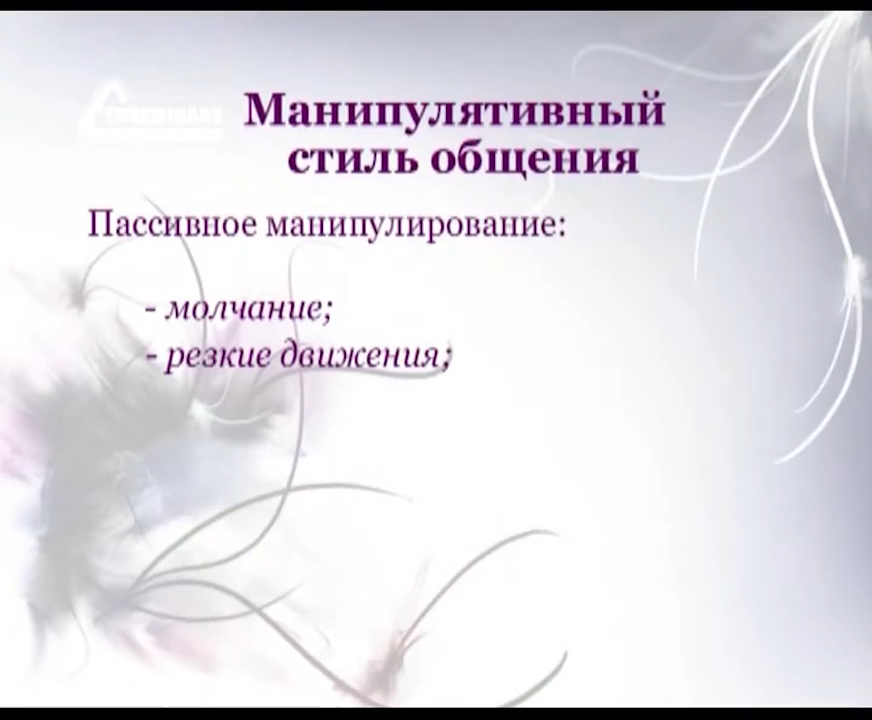 Манипулятивный
стиль общения
Пассивное манипулирование:
- молчание;
- резкие движения;